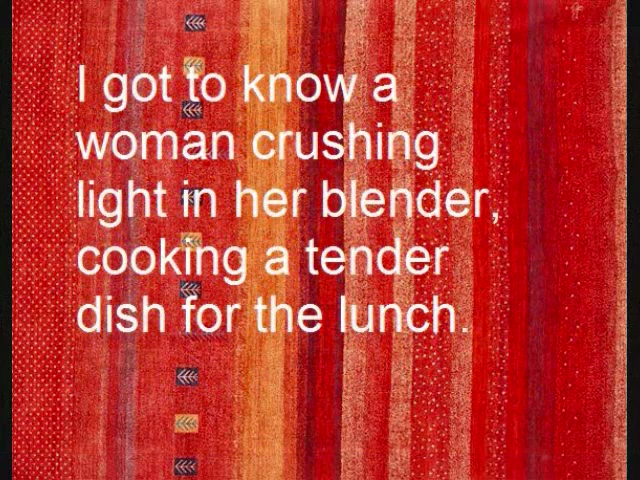 I got to know a
woman crushing
light in her blender,
cooking a tender
dish for the lunch.